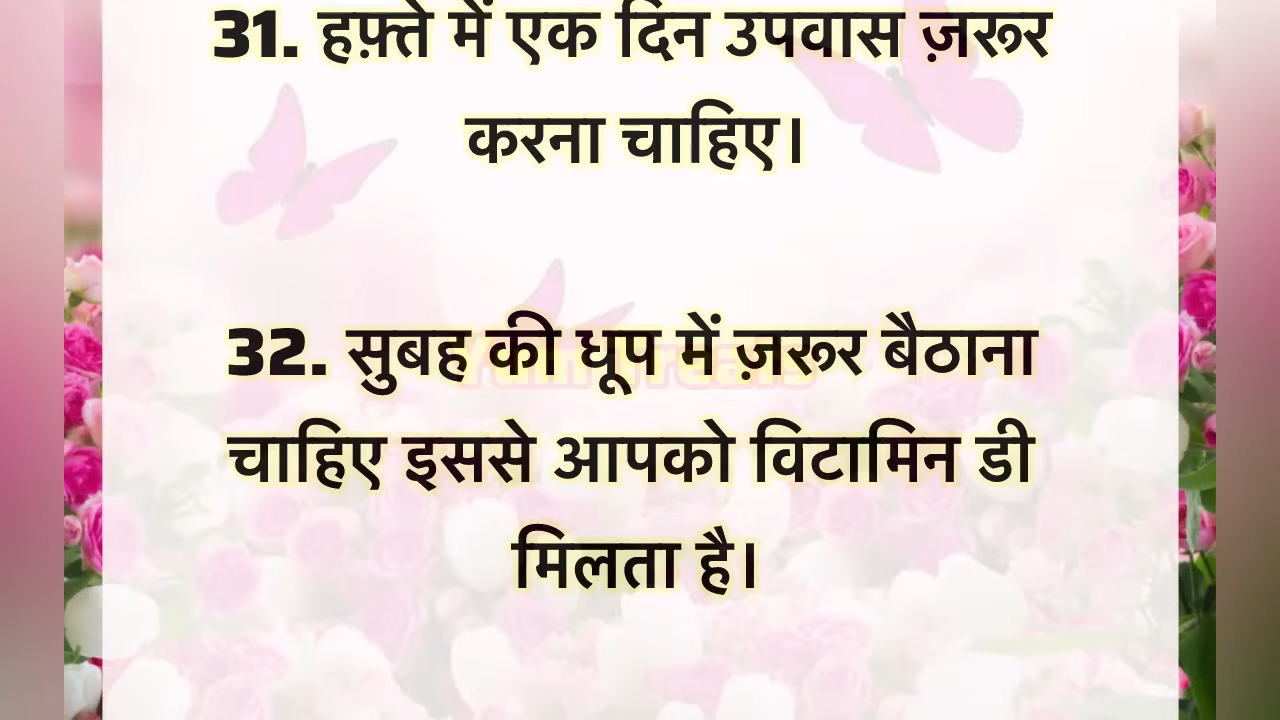 31. हफ़्ते में एक दिन उपवास ज़रूर
करना चाहिए।
32. सुबह की धूप में ज़रूर बैठाना
चाहिए इससे आपको विटामिन डी
मिलता है।